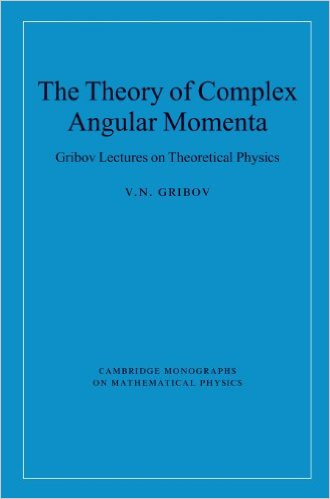 The Theory of Complex
Angular Momenta
Gribov Lectures on Theoretical Physics
V.N. GRIBOV
CAMBRIDGE MONOGRAPHS
ON MATHEMATICAL PHYSICS